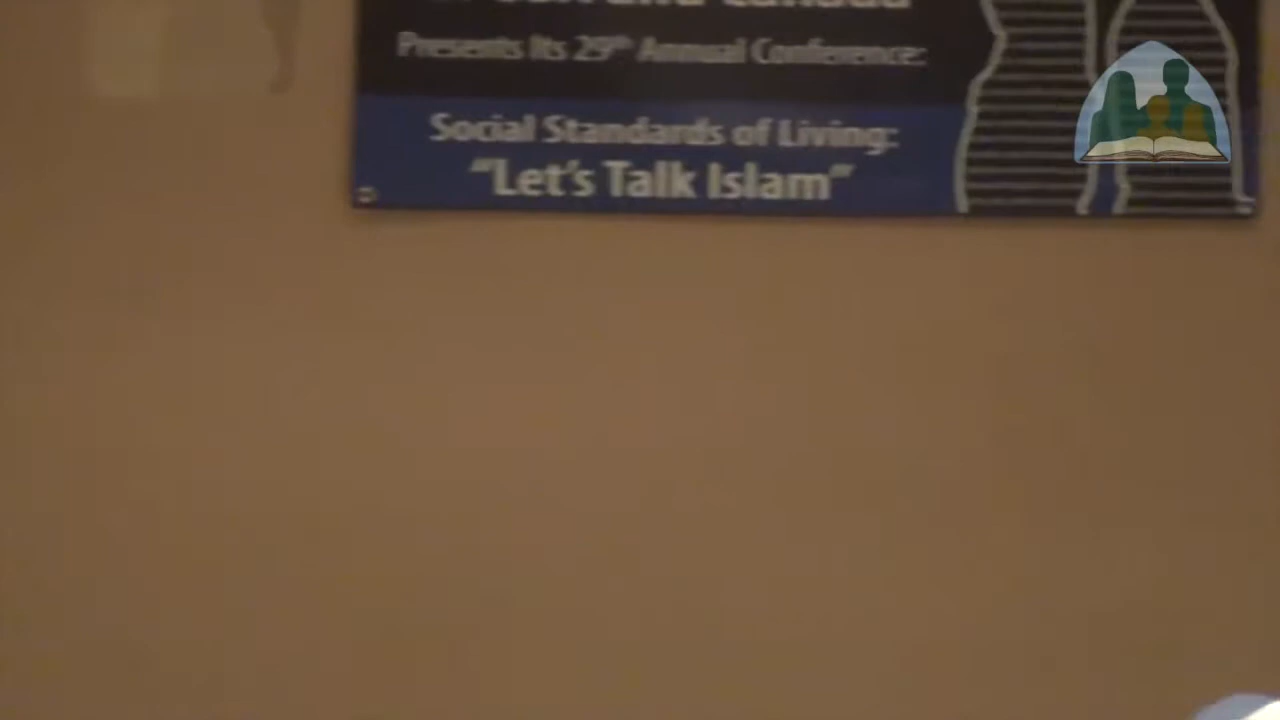 Presents Its 29th Annual Conference:
Social Standards of Living:
"Let's Talk Islam"